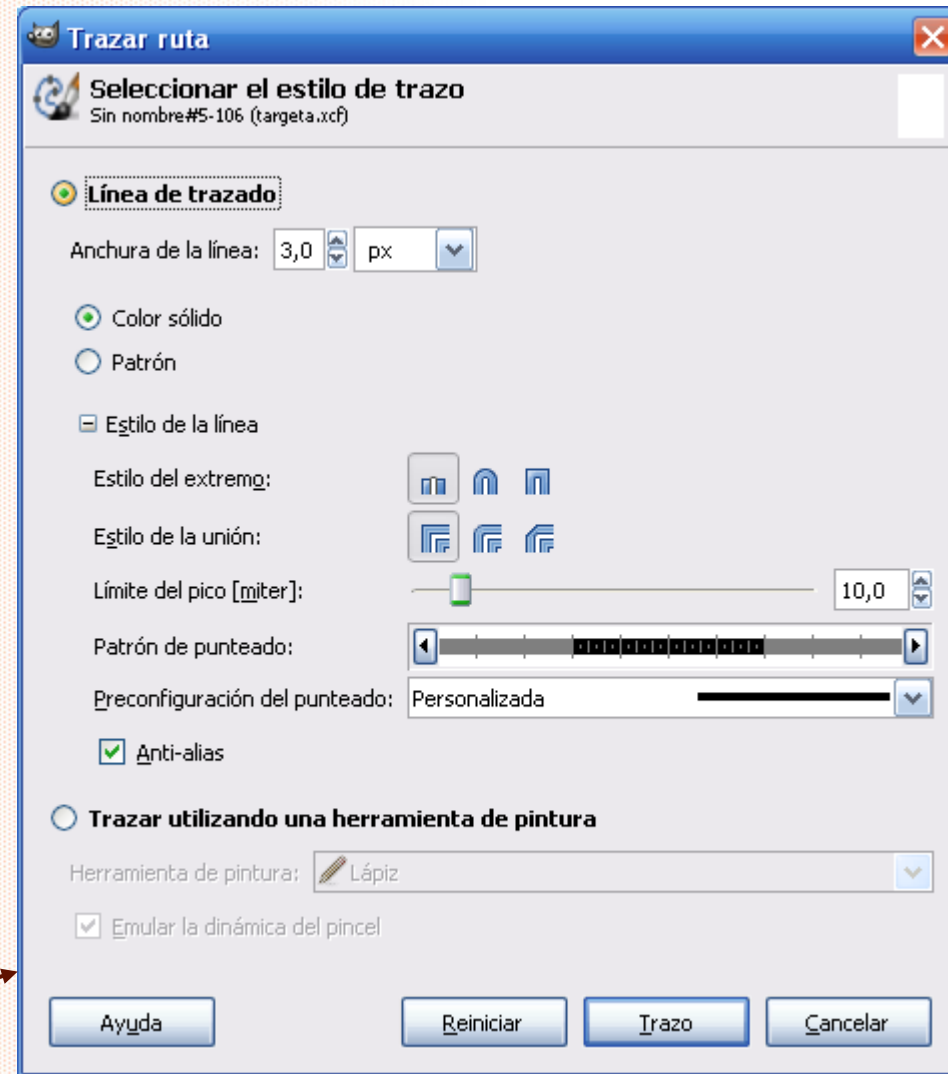 Trazar ruta
Seleccionar el estilo de trazo
Sin nombre#5-106 (targeta.xcf)
Línea de trazado
Anchura de la línea: 3,0 px
Color sólido
Patrón
Estilo de la línea
Estilo del extremo:
Estilo de la unión:
Límite del pico [miter]: 10,0
Patrón de punteado:
Preconfiguración del punteado: Personalizada
Anti-alias
Trazar utilizando una herramienta de pintura
Herramienta de pintura: Lápiz
Emular la dinámica del pincel
Ayuda Reiniciar Trazo Cancelar